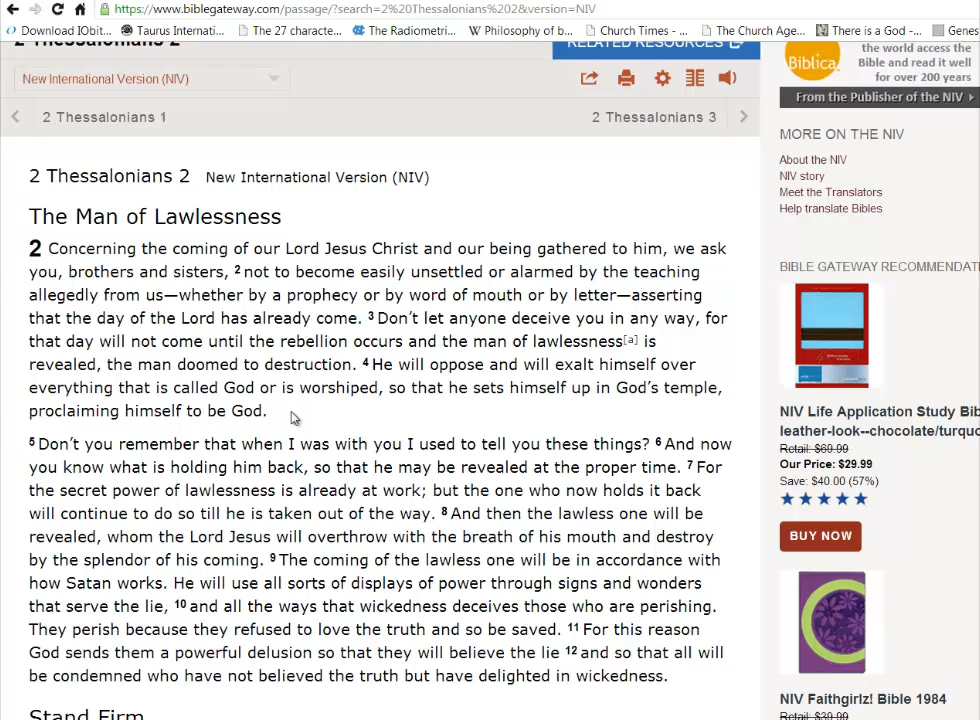 https://www.biblegateway.com/passage/?search=2%20Thessalonians%202&version=NIV
Download IObit... Taurus Internati... The 27 characte... The Radiometri... Philosophy of b... Church Times - ... The Church Age... There is a God -... Genes
2 Thessalonians 2
RELATED RESOURCES
New International Version (NIV)
2 Thessalonians 1
2 Thessalonians 3
2 Thessalonians 2 New International Version (NIV)
The Man of Lawlessness
2 Concerning the coming of our Lord Jesus Christ and our being gathered to him, we ask
you, brothers and sisters, 2 not to become easily unsettled or alarmed by the teaching
allegedly from us—whether by a prophecy or by word of mouth or by letter—asserting
that the day of the Lord has already come. 3 Don't let anyone deceive you in any way, for
that day will not come until the rebellion occurs and the man of lawlessness[a] is
revealed, the man doomed to destruction. 4 He will oppose and will exalt himself over
everything that is called God or is worshiped, so that he sets himself up in God's temple,
proclaiming himself to be God.
5 Don't you remember that when I was with you I used to tell you these things? 6 And now
you know what is holding him back, so that he may be revealed at the proper time. 7 For
the secret power of lawlessness is already at work; but the one who now holds it back
will continue to do so till he is taken out of the way. 8 And then the lawless one will be
revealed, whom the Lord Jesus will overthrow with the breath of his mouth and destroy
by the splendor of his coming. 9 The coming of the lawless one will be in accordance with
how Satan works. He will use all sorts of displays of power through signs and wonders
that serve the lie, 10 and all the ways that wickedness deceives those who are perishing.
They perish because they refused to love the truth and so be saved. 11 For this reason
God sends them a powerful delusion so that they will believe the lie 12 and so that all will
be condemned who have not believed the truth but have delighted in wickedness.
Stand Firm
Biblica
the world access the
Bible and read it well
for over 200 years
From the Publisher of the NIV
MORE ON THE NIV
About the NIV
NIV story
Meet the Translators
Help translate Bibles
BIBLE GATEWAY RECOMMENDAT
NIV Life Application Study Bib
leather-look--chocolate/turqu
Retail: $69.99
Our Price: $29.99
Save: $40.00 (57%)
BUY NOW
NIV Faithgirlz! Bible 1984
Retail: $39.99